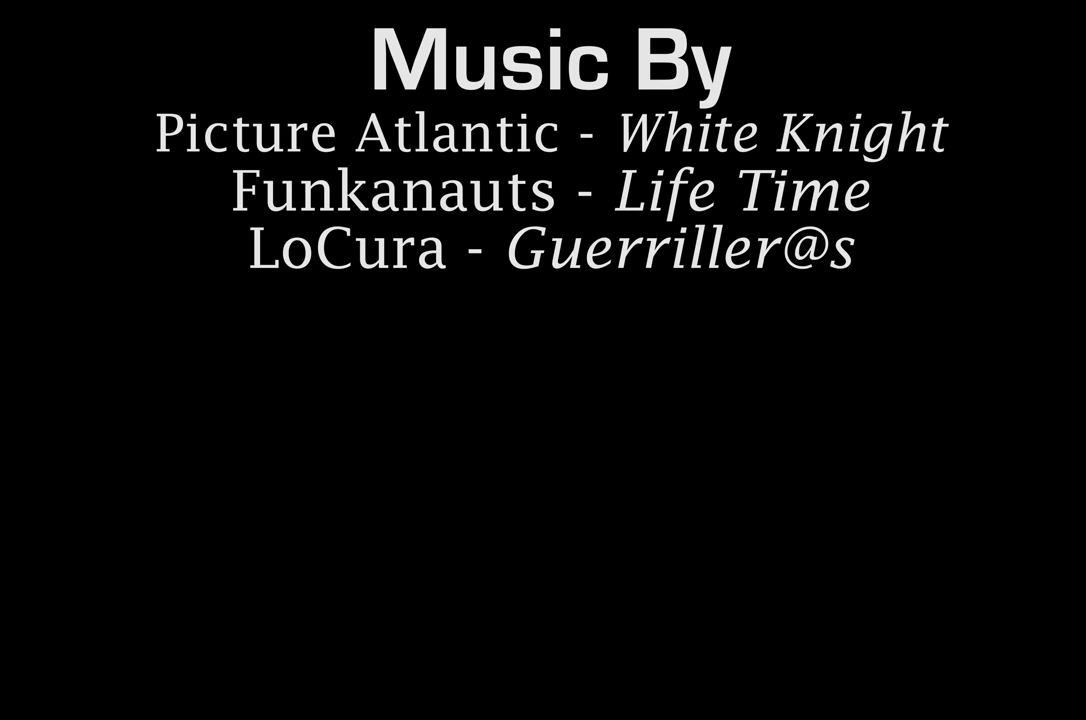 Music By
Picture Atlantic - White Knight
Funkanauts - Life Time
LoCura - Guerriller@s